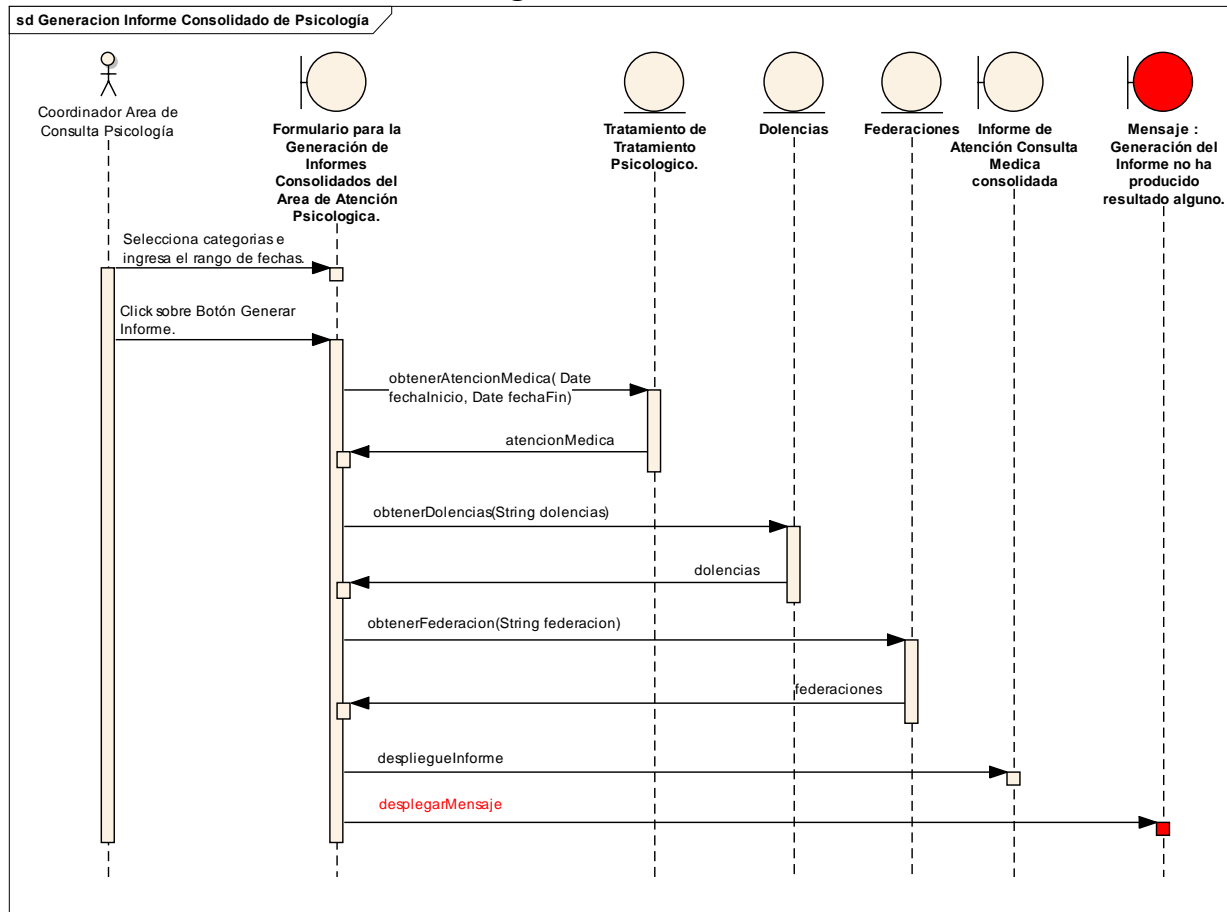 sd Generacion Informe Consolidado de Psicología
Coordinador Area de
Consulta Psicología
Formulario para la
Generación de
Informes
Consolidados del
Area de Atención
Psicologica.
Tratamiento de
Tratamiento
Psicologico.
Dolencias
Federaciones
Informe de
Atención Consulta
Medica
consolidada
Mensaje :
Generación del
Informe no ha
producido
resultado alguno.
Selecciona categorias e
ingresa el rango de fechas.
Click sobre Botón Generar
Informe.
obtenerAtencionMedica( Date
fechaInicio, Date fechaFin)
atencionMedica
obtenerDolencias(String dolencias)
dolencias
obtenerFederacion(String federacion)
federaciones
despliegueInforme
desplegarMensaje